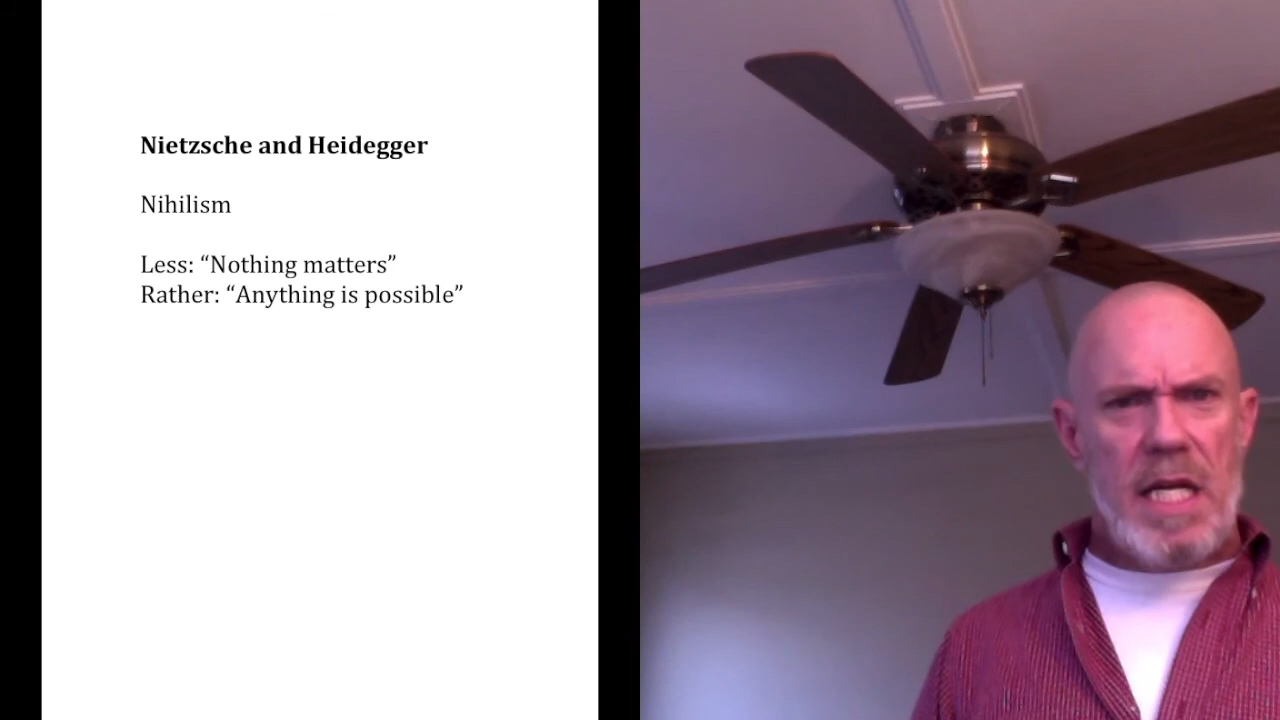 Nietzsche and Heidegger
Nihilism
Less: “Nothing matters”
Rather: “Anything is possible”